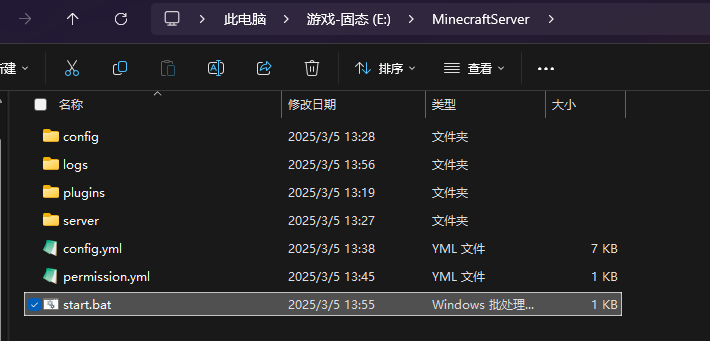 此电脑 游戏-固态 (E:) MinecraftServer
新建 排序 查看
名称 修改日期 类型 大小
config 2025/3/5 13:28 文件夹
logs 2025/3/5 13:56 文件夹
plugins 2025/3/5 13:19 文件夹
server 2025/3/5 13:27 文件夹
config.yml 2025/3/5 13:38 YML 文件 7 KB
permission.yml 2025/3/5 13:45 YML 文件 1 KB
start.bat 2025/3/5 13:55 Windows 批处理... 1 KB